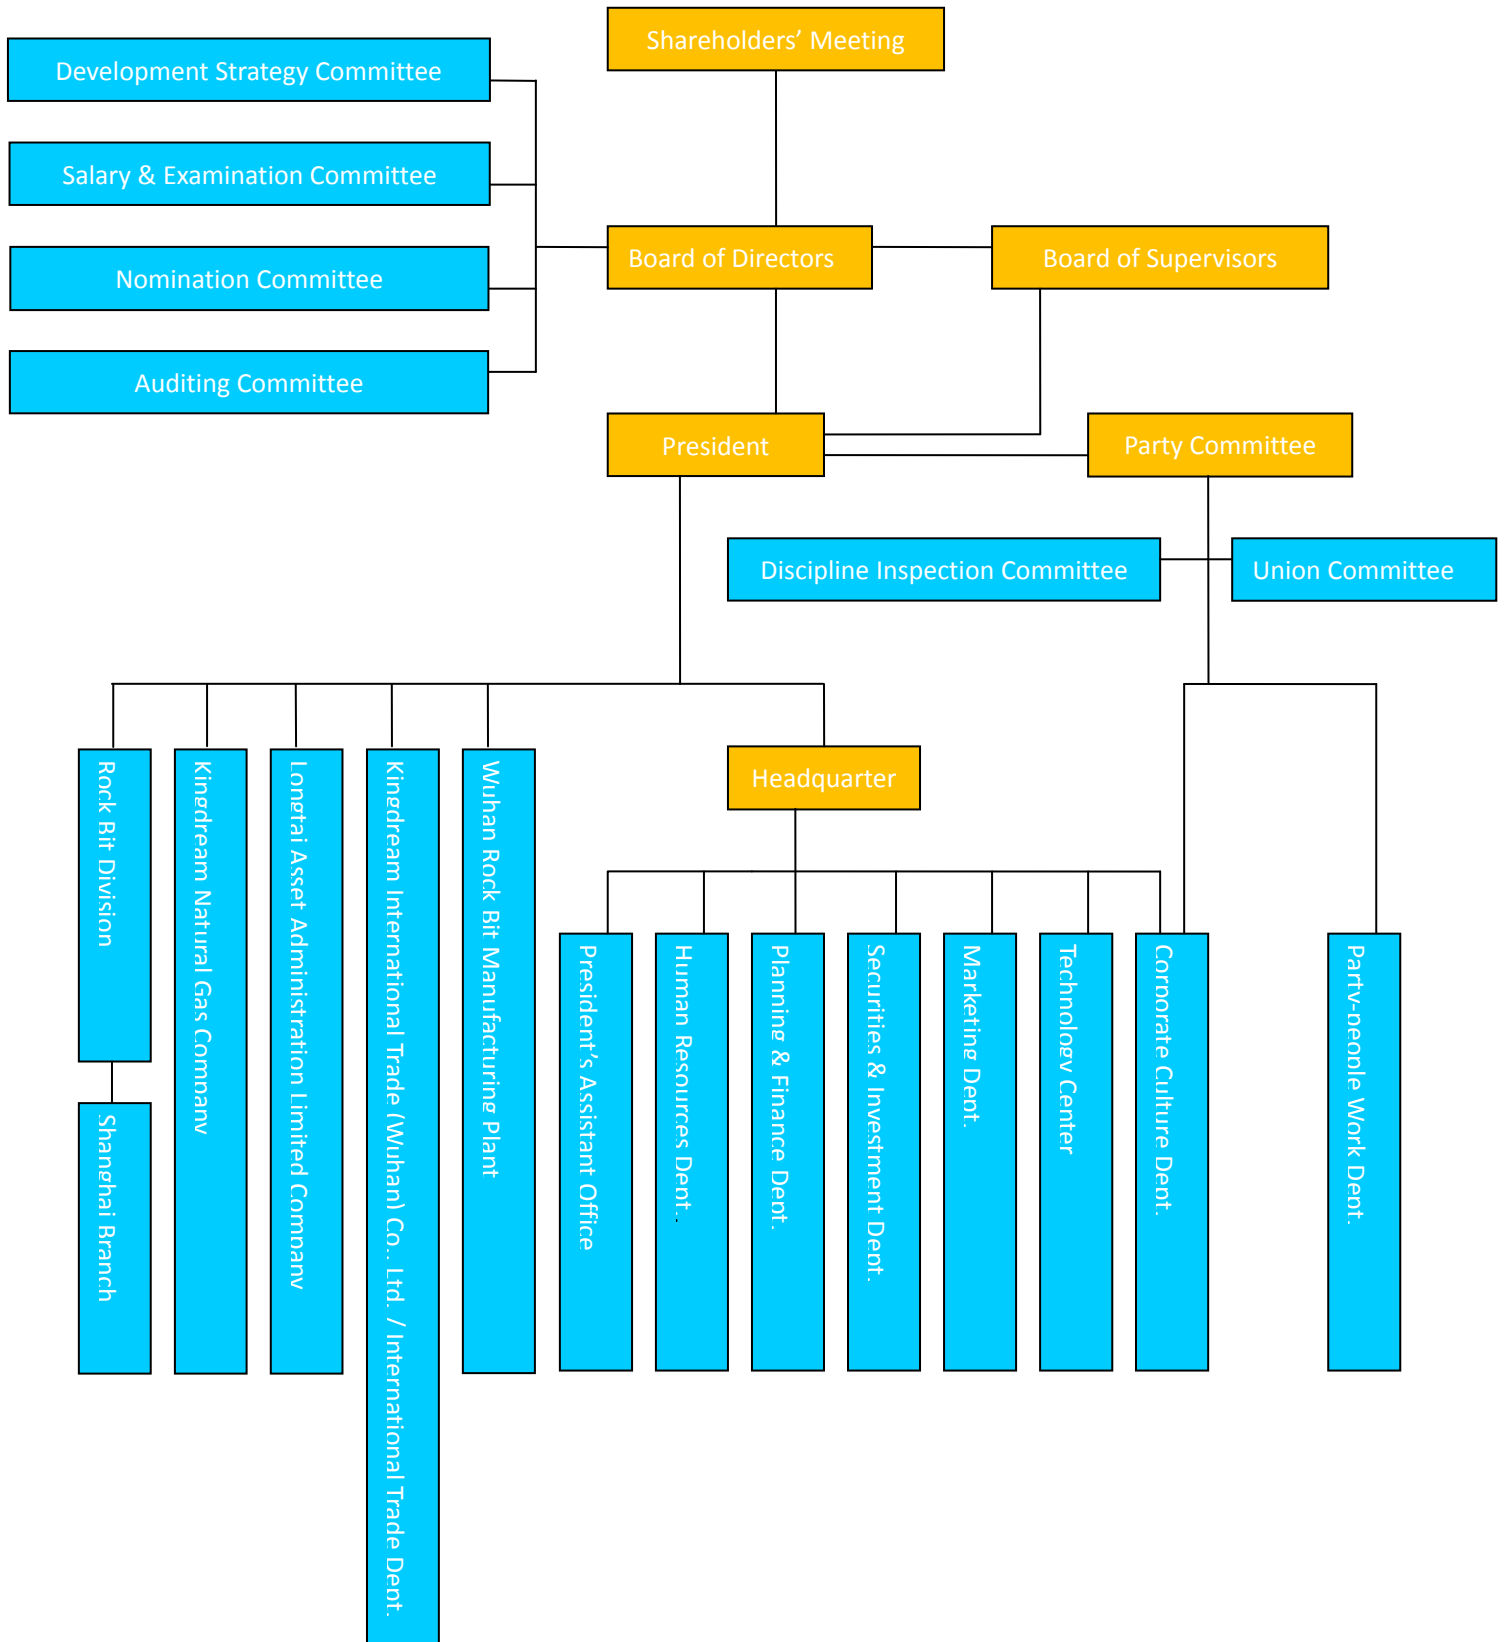 Shareholders’ Meeting
Development Strategy Committee
Salary & Examination Committee
Nomination Committee
Auditing Committee
Board of Directors
Board of Supervisors
President
Party Committee
Discipline Inspection Committee
Union Committee
Headquarter
Rock Bit Division
Shanghai Branch
Kingdream Natural Gas Company
Longtai Asset Administration Limited Company
Kingdream International Trade (Wuhan) Co., Ltd. / International Trade Dept.
Wuhan Rock Bit Manufacturing Plant
President’s Assistant Office
Human Resources Dept..
Planning & Finance Dept.
Securities & Investment Dept.
Marketing Dept.
Technology Center
Corporate Culture Dept.
Party-people Work Dept.